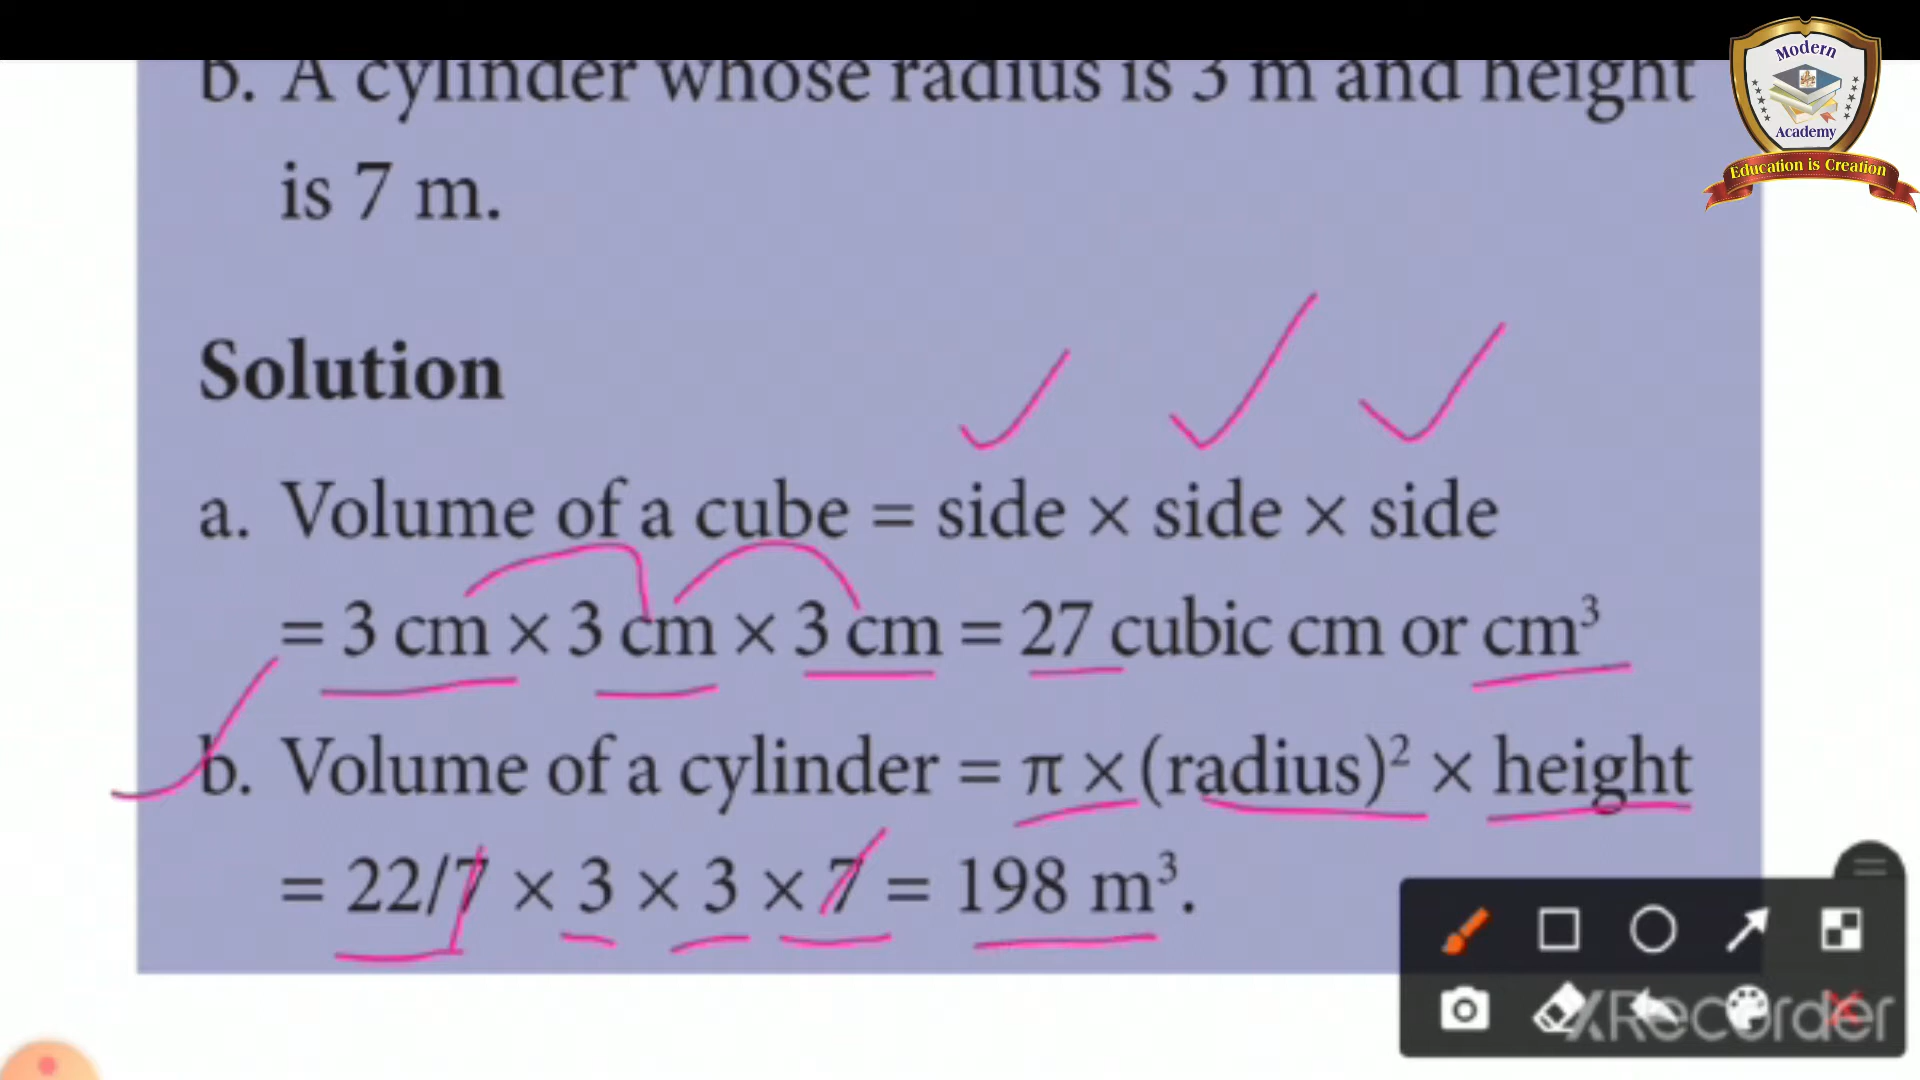 b. A cylinder whose radius is 3 m and height
is 7 m.
Modern
Academy
Education is Creation
Solution
a. Volume of a cube = side × side × side
= 3 cm × 3 cm × 3 cm = 27 cubic cm or cm³
b. Volume of a cylinder = π × (radius)² × height
= 22/7 × 3 × 3 × 7 = 198 m³.
XRecorder